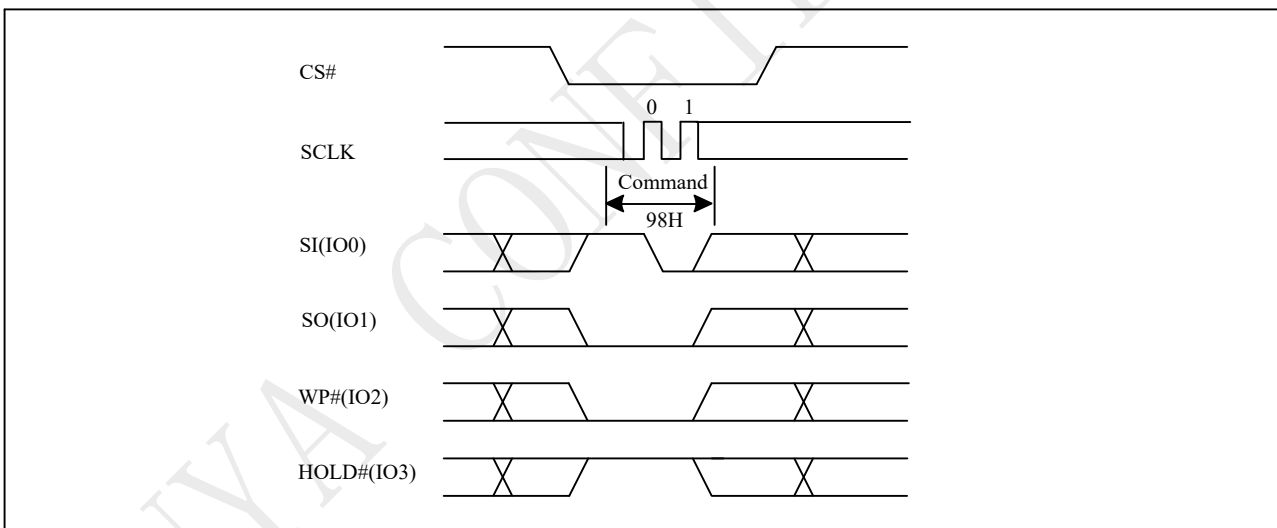 CS#
0 1
SCLK
Command
98H
SI(IO0)
SO(IO1)
WP#(IO2)
HOLD#(IO3)